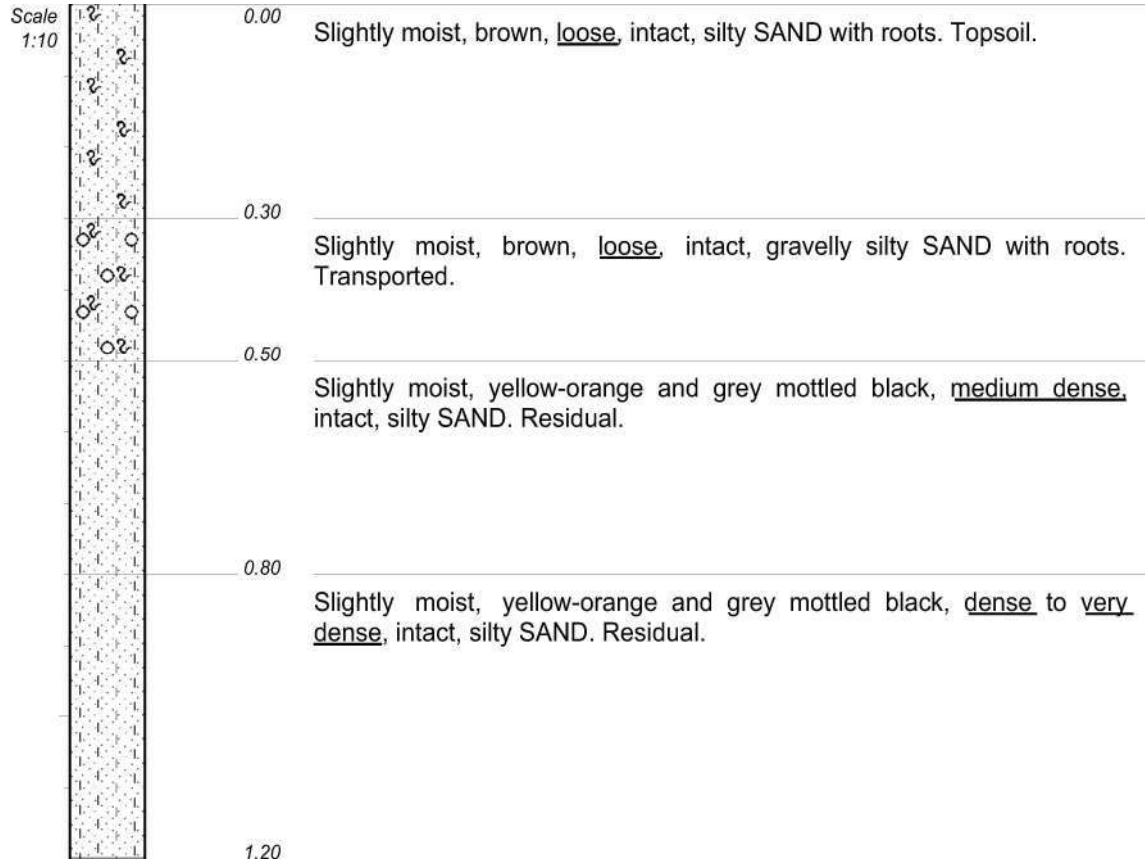 Scale
1:10
0.00
Slightly moist, brown, loose, intact, silty SAND with roots. Topsoil.
0.30
Slightly moist, brown, loose, intact, gravelly silty SAND with roots.
Transported.
0.50
Slightly moist, yellow-orange and grey mottled black, medium dense,
intact, silty SAND. Residual.
0.80
Slightly moist, yellow-orange and grey mottled black, dense to very
dense, intact, silty SAND. Residual.
1.20